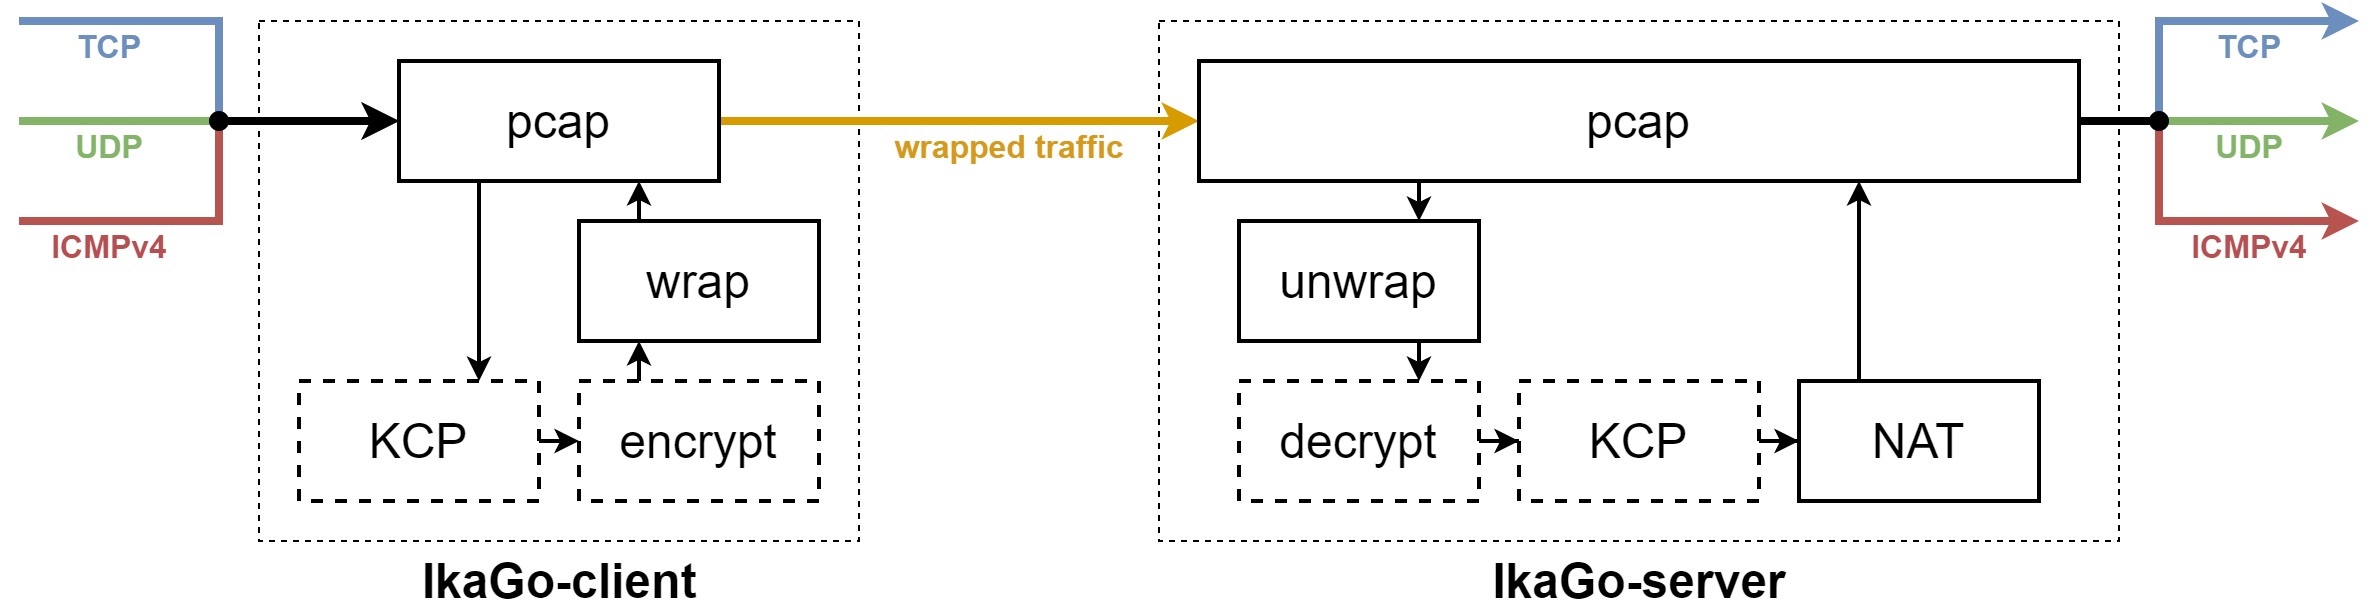 TCP
UDP
ICMPv4
pcap
wrap
KCP
encrypt
IkaGo-client
wrapped traffic
pcap
unwrap
decrypt
KCP
NAT
IkaGo-server
TCP
UDP
ICMPv4